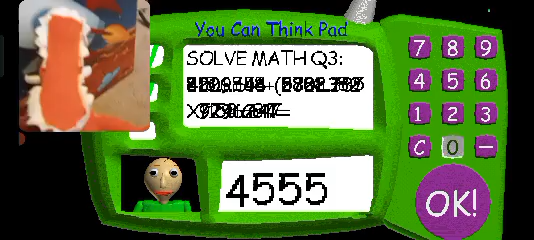 You Can Think Pad
SOLVE MATH Q3:
4555
7 8 9
4 5 6
1 2 3
C 0 -
OK!